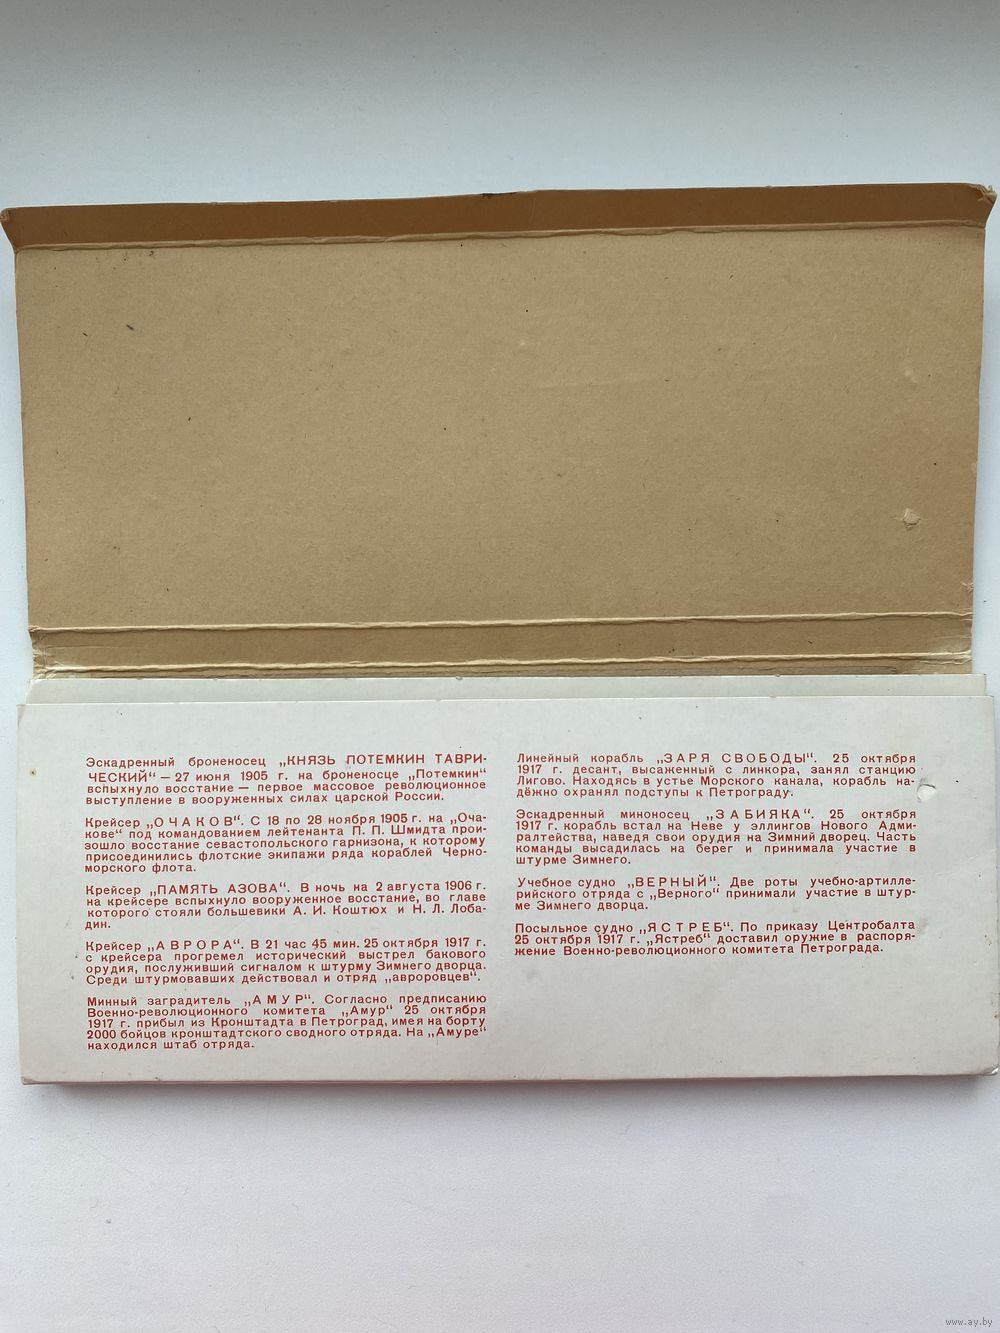 Эскадренный броненосец „КНЯЗЬ ПОТЕМКИН ТАВРИ-
ЧЕСКИЙ“ — 27 июня 1905 г. на броненосце „Потемкин“
вспыхнуло восстание — первое массовое революционное
выступление в вооруженных силах царской России.
Крейсер „ОЧАКОВ“. С 18 по 28 ноября 1905 г. на „Оча-
кове“ под командованием лейтенанта П. П. Шмидта прои-
зошло восстание севастопольского гарнизона, к которому
присоединились флотские экипажи ряда кораблей Черно-
морского флота.
Крейсер „ПАМЯТЬ АЗОВА“. В ночь на 2 августа 1906 г.
на крейсере вспыхнуло вооруженное восстание, во главе
которого стояли большевики А. И. Коштюх и Н. Л. Лоба-
дин.
Крейсер „АВРОРА“. В 21 час 45 мин. 25 октября 1917 г.
с крейсера прогремел исторический выстрел бакового
орудия, послуживший сигналом к штурму Зимнего дворца.
Среди штурмовавших действовал и отряд „авроровцев“.
Минный заградитель „АМУР“. Согласно предписанию
Военно-революционного комитета „Амур“ 25 октября
1917 г. прибыл из Кронштадта в Петроград, имея на борту
2000 бойцов кронштадтского сводного отряда. На „Амуре“
находился штаб отряда.
Линейный корабль „ЗАРЯ СВОБОДЫ“. 25 октября
1917 г. десант, высаженный с линкора, занял станцию
Лигово. Находясь в устье Морского канала, корабль на-
дёжно охранял подступы к Петрограду.
Эскадренный миноносец „ЗАБИЯКА“. 25 октября
1917 г. корабль встал на Неве у эллингов Нового Адми-
ралтейства, наведя свои орудия на Зимний дворец. Часть
команды высадилась на берег и принимала участие в
штурме Зимнего.
Учебное судно „ВЕРНЫЙ“. Две роты учебно-артилле-
рийского отряда с „Верного“ принимали участие в штур-
ме Зимнего дворца.
Посыльное судно „ЯСТРЕБ“. По приказу Центробалта
25 октября 1917 г. „Ястреб“ доставил оружие в распоря-
жение Военно-революционного комитета Петрограда.
www.ay.by